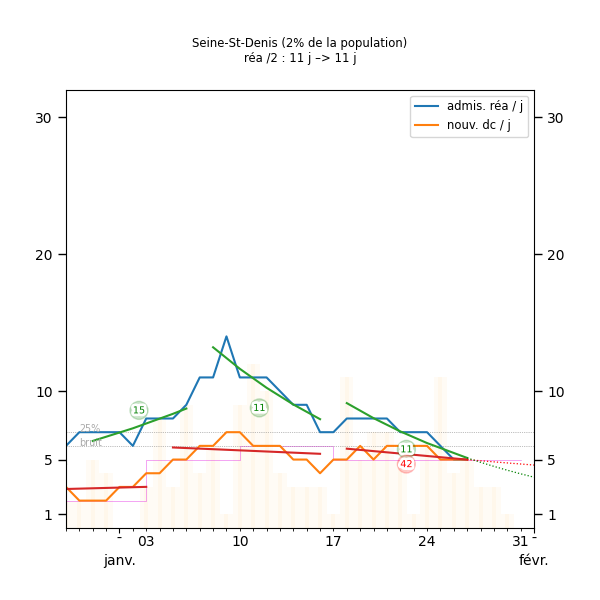 Seine-St-Denis (2% de la population)
réa /2 : 11 j –> 11 j
admis. réa / j
nouv. dc / j
30
30
20
20
10
10
15
11
25%
bruit
11
42
5
5
1
1
03
10
17
24
31
janv.
févr.